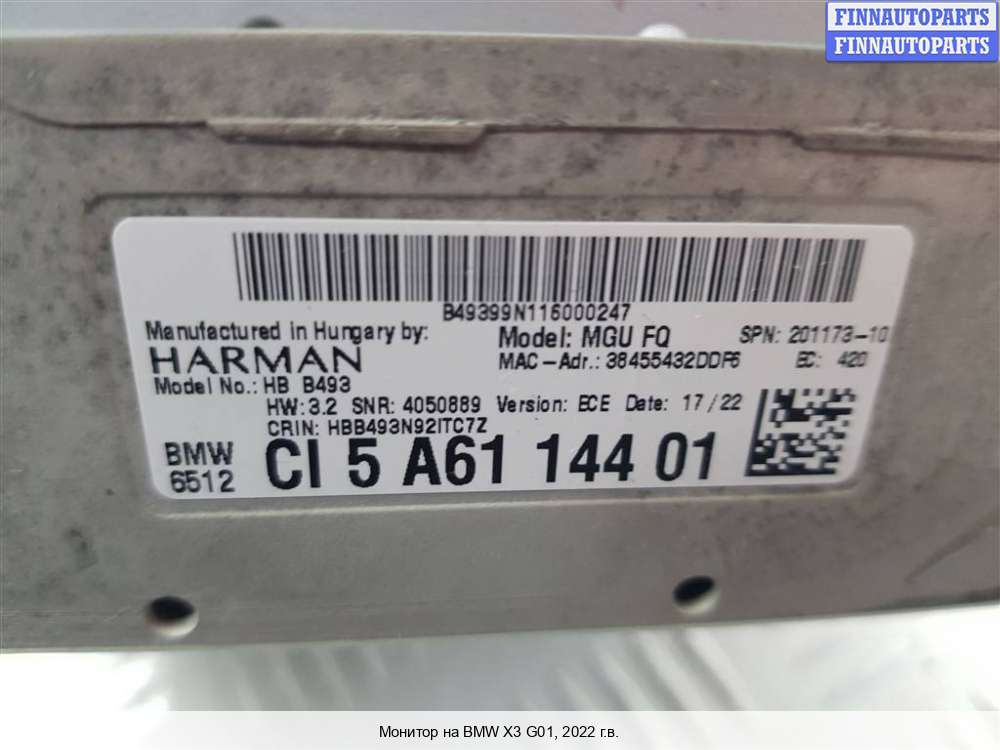 FINNAUTOPARTS
FINNAUTOPARTS
B49399N116000247
Manufactured in Hungary by:
HARMAN
Model: MGU FQ
SPN: 201173-10
MAC-Adr.: 38455432DDF6
EC: 420
Model No.: HB B493
HW: 3.2 SNR: 4050889 Version: ECE Date: 17/22
CRIN: HBB493N92ITC7Z
BMW
6512
CI 5 A61 144 01
Монитор на BMW X3 G01, 2022 г.в.